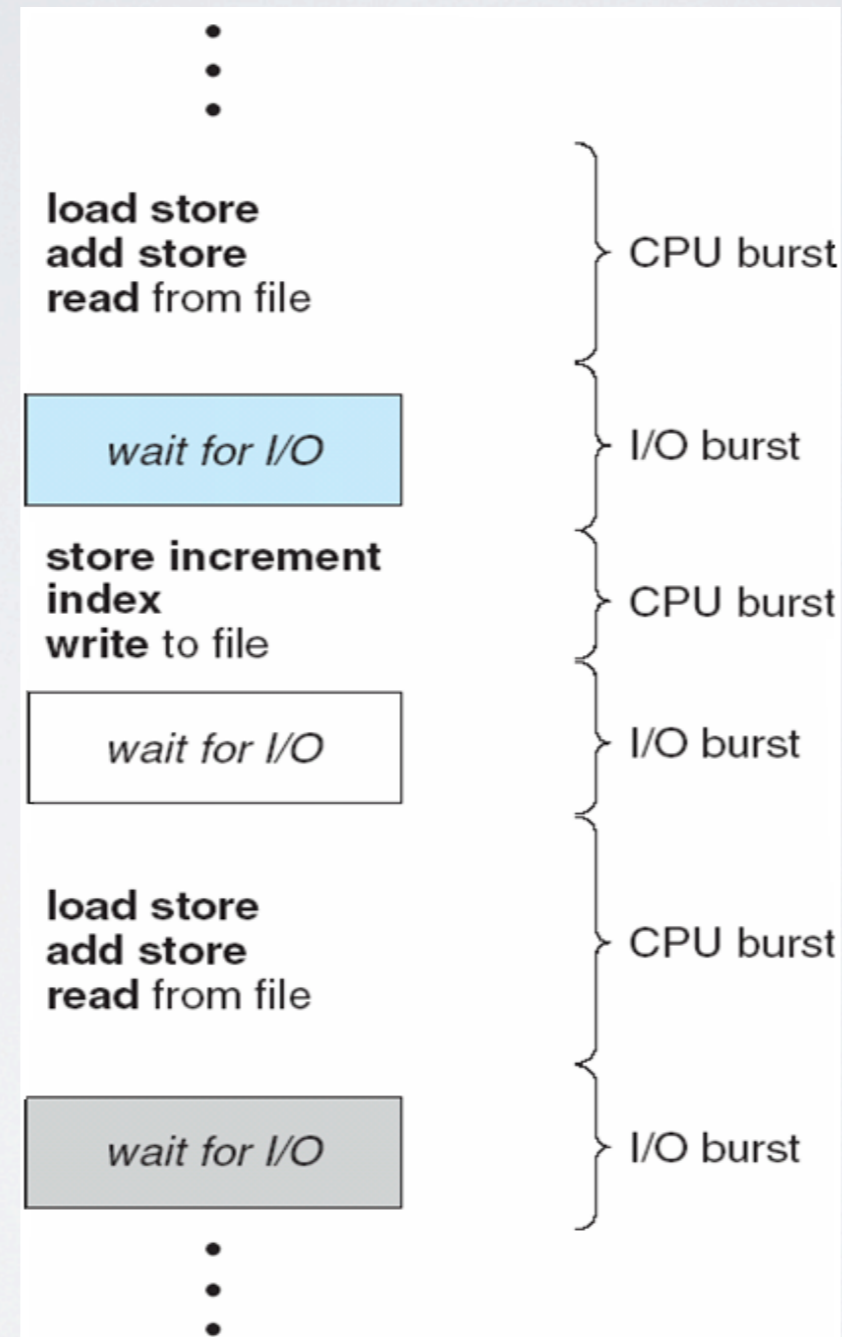 load store
add store
read from file
CPU burst
wait for I/O
I/O burst
store increment
index
write to file
CPU burst
wait for I/O
I/O burst
load store
add store
read from file
CPU burst
wait for I/O
I/O burst